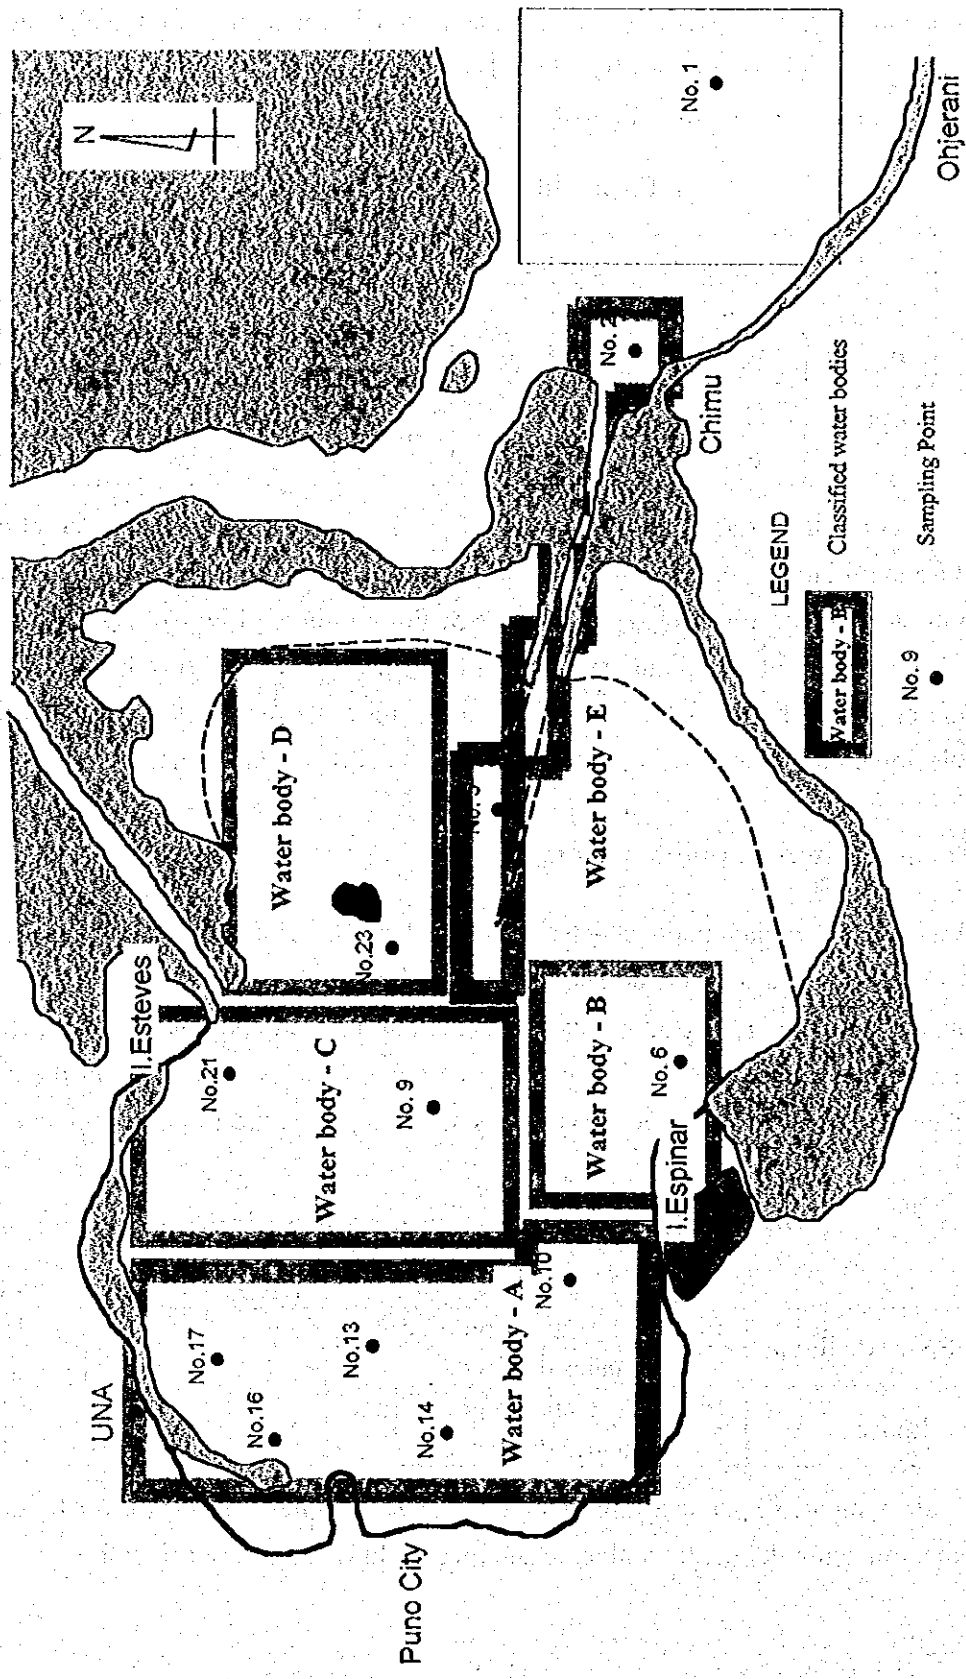 N
UNA
I.Esteves
No.17
No.21
No.16
Water body - D
Water body - C
No.13
No.23
No. 9
Puno City
No.14
Water body - A
No.10
Water body - B
Water body - E
No. 2
No. 6
I.Espinar
No. 1
Chimu
LEGEND
Water body -
Classified water bodies
No. 9
Sampling Point
Ohjerani